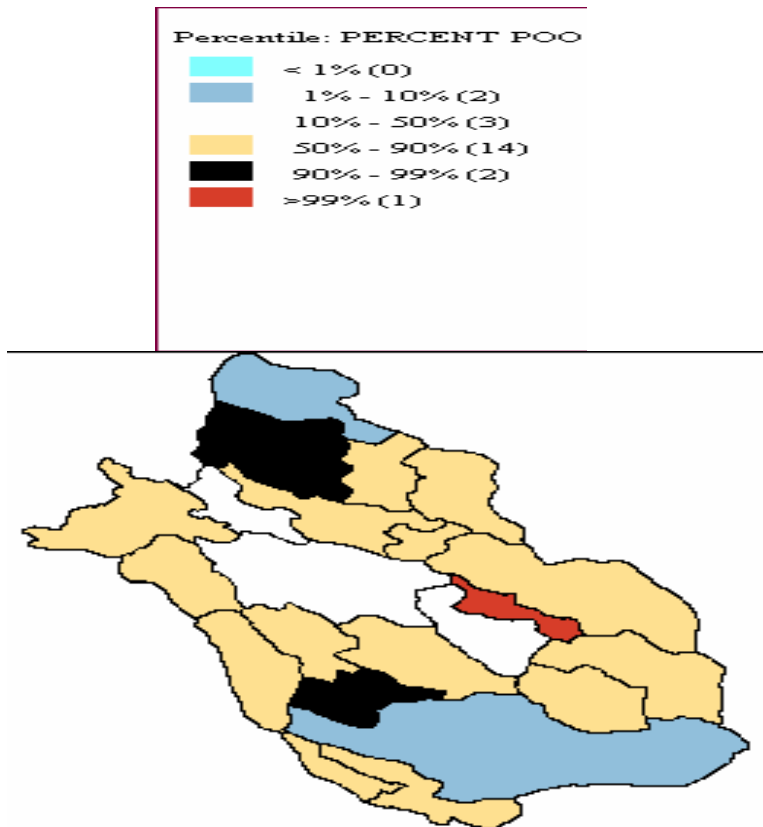 Percentile: PERCENT POO
< 1% (0)
1% - 10% (2)
10% - 50% (3)
50% - 90% (14)
90% - 99% (2)
>99% (1)